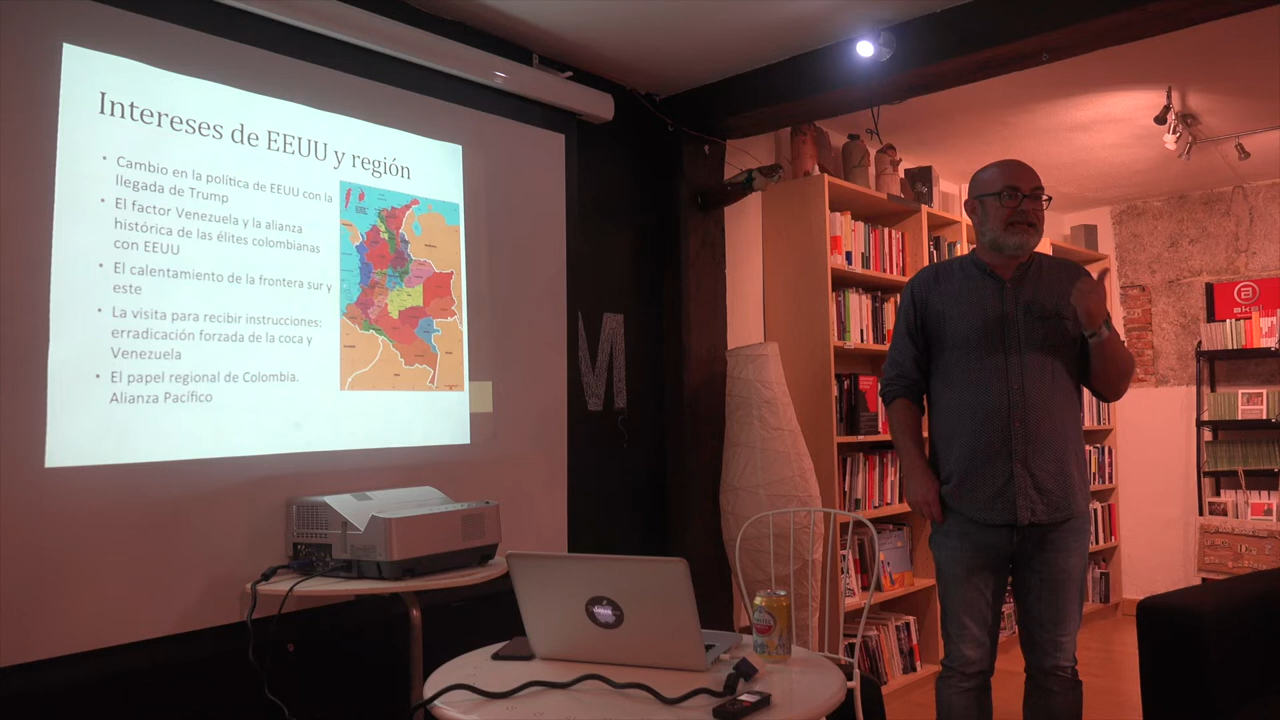 Intereses de EEUU y región
• Cambio en la política de EEUU con la
llegada de Trump
• El factor Venezuela y la alianza
histórica de las élites colombianas
con EEUU
• El calentamiento de la frontera sur y
este
• La visita para recibir instrucciones:
erradicación forzada de la coca y
Venezuela
• El papel regional de Colombia.
Alianza Pacífico
M
akal